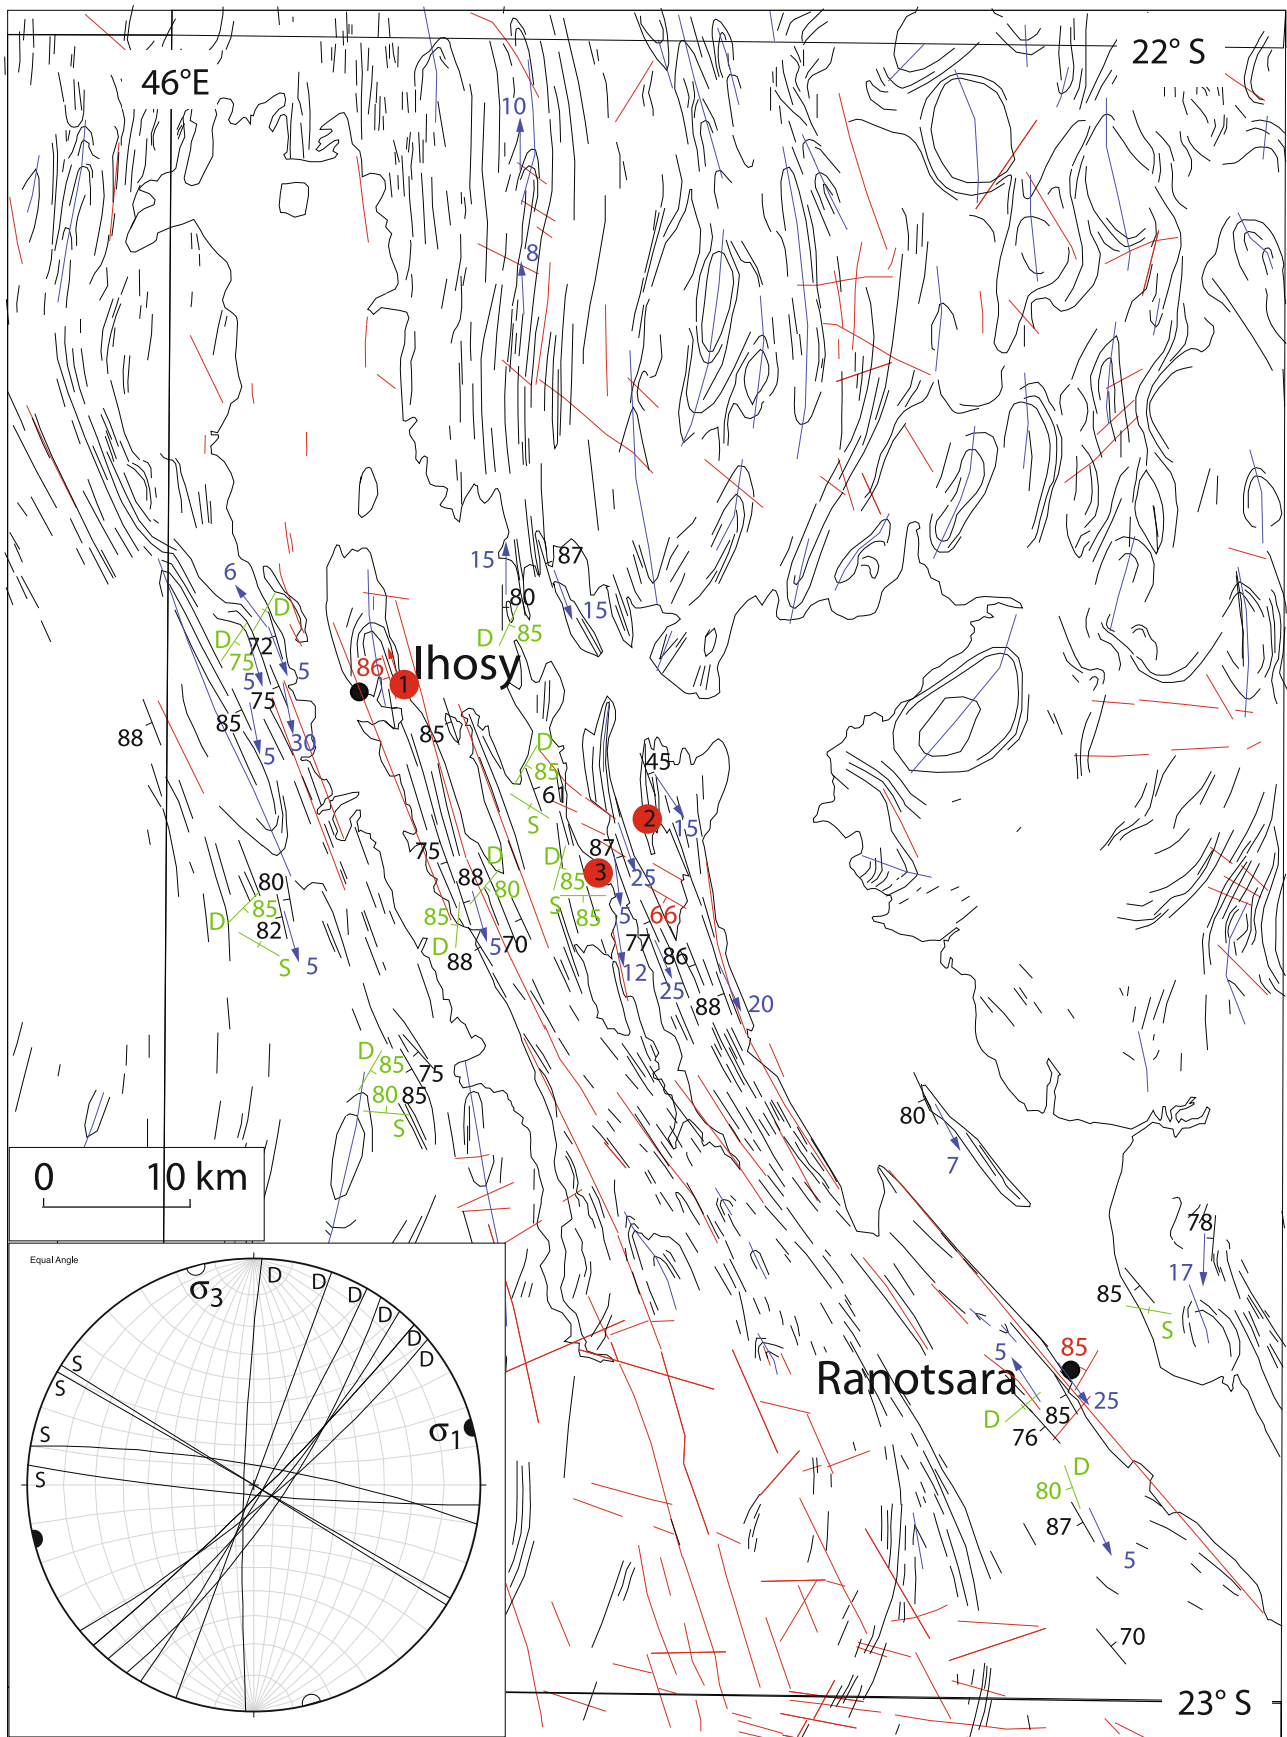 46°E
22° S
10
8
15
87
80
15
D
85
6
D
D
72
75
5
5
75
85
30
5
88
86
1
Ihosy
85
D
85
61
S
45
2
15
87
3
25
D
85
S
85
5
66
77
12
86
25
88
20
75
88
D
80
85
D
5
70
88
80
85
D
82
S
5
D
85
75
80
85
S
80
7
78
17
85
S
0 10 km
Equal Angle
σ3
D
D
D
D
D
D
S
S
S
S
σ1
5
85
Ranotsara
25
D
85
76
D
80
87
5
70
23° S